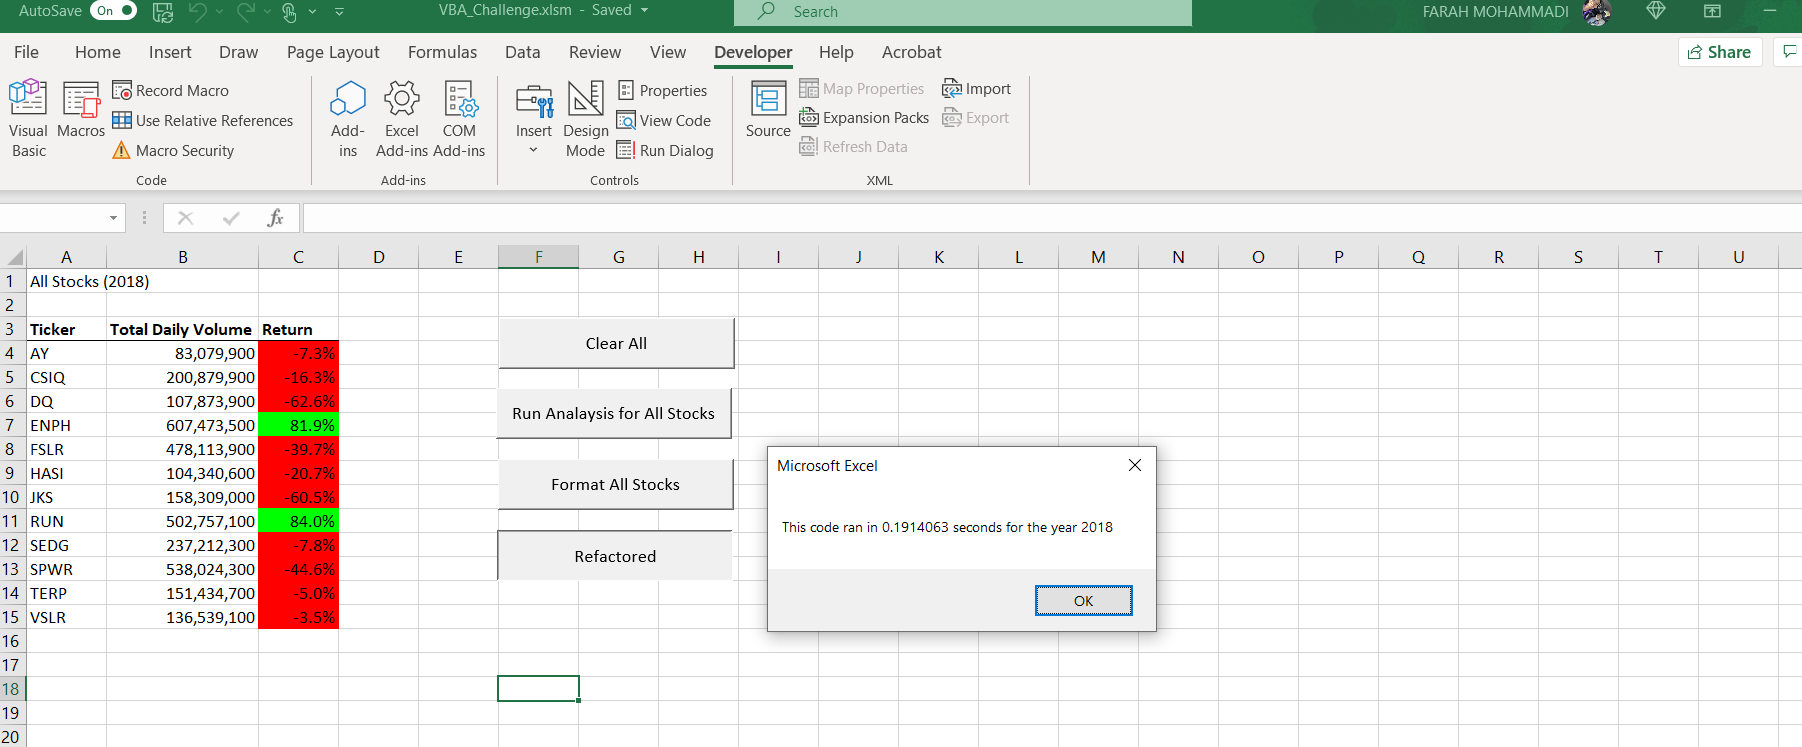 AutoSave On VBA_Challenge.xlsm - Saved Search FARAH MOHAMMADI
File Home Insert Draw Page Layout Formulas Data Review View Developer Help Acrobat Share
Visual Basic
Macros
Record Macro
Use Relative References
Macro Security
Code
Add-ins
Excel Add-ins
COM Add-ins
Add-ins
Insert
Design Mode
Properties
View Code
Run Dialog
Controls
Source
Map Properties
Expansion Packs
Refresh Data
Import
Export
XML
fx
A B C D E F G H I J K L M N O P Q R S T U
1 All Stocks (2018)
2
3 Ticker Total Daily Volume Return
4 AY 83,079,900 -7.3%
5 CSIQ 200,879,900 -16.3%
6 DQ 107,873,900 -62.6%
7 ENPH 607,473,500 81.9%
8 FSLR 478,113,900 -39.7%
9 HASI 104,340,600 -20.7%
10 JKS 158,309,000 -60.5%
11 RUN 502,757,100 84.0%
12 SEDG 237,212,300 -7.8%
13 SPWR 538,024,300 -44.6%
14 TERP 151,434,700 -5.0%
15 VSLR 136,539,100 -3.5%
16
17
18
19
20
Clear All
Run Analaysis for All Stocks
Format All Stocks
Refactored
Microsoft Excel
This code ran in 0.1914063 seconds for the year 2018
OK